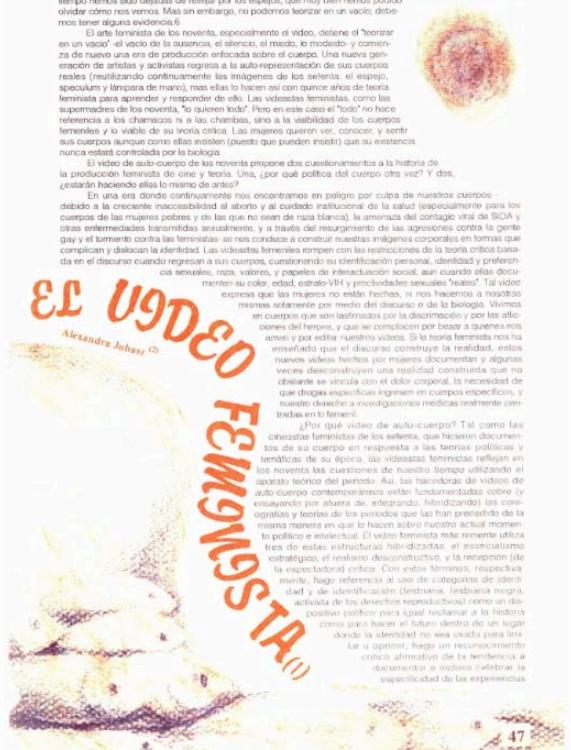 tiempo hemos sido dejadas de reflejar por los espejos, que muy bien hemos podido
olvidar cómo nos vemos. Mas sin embargo, no podemos teorizar en un vacío; debe-
mos tener alguna evidencia.6
El arte feminista de los noventa, especialmente el video, detiene el "teorizar
en un vacío" -el vacío de la ausencia, el silencio, el miedo, lo modesto- y comien-
za de nuevo una era de producción enfocada sobre el cuerpo. Una nueva gen-
eración de artistas y activistas regresa a la auto-representación de sus cuerpos
reales (reutilizando continuamente las imágenes de los setenta: el espejo,
speculum y lámpara de mano), mas ellas lo hacen así con quince años de teoría
feminista para aprender y responder de ello. Las videastas feministas, como las
supermadres de los noventa, "lo quieren todo". Pero en este caso el "todo" no hace
referencia a los chamacos ni a las chambas, sino a la visibilidad de los cuerpos
femeniles y lo viable de su teoría crítica. Las mujeres quieren ver, conocer, y sentir
sus cuerpos aunque como ellas insisten (puesto que pueden insistir) que su existencia
nunca estará controlada por la biología.
El video de auto-cuerpo de los noventa propone dos cuestionamientos a la historia de
la producción feminista de cine y teoría. Una, ¿por qué política del cuerpo otra vez? Y dos,
¿estarán haciendo ellas lo mismo de antes?
En una era donde continuamente nos encontramos en peligro por culpa de nuestros cuerpos -
debido a la creciente inaccesibilidad al aborto y al cuidado institucional de la salud (especialmente para los
cuerpos de las mujeres pobres y de las que no sean de raza blanca), la amenaza del contagio viral de SIDA y
otras enfermedades transmitidas sexualmente, y a través del resurgimiento de las agresiones contra la gente
gay y el tormento contra las feministas- se nos conduce a construir nuestras imágenes corporales en formas que
complican y dislocan la identidad. Las videastas femeniles rompen con las restricciones de la teoría crítica basa-
da en el discurso cuando regresan a sus cuerpos, cuestionando su identificación personal, identidad y preferen-
cia sexuales, raza, valores, y papeles de interactuación social, aun cuando ellas docu-
menten su color, edad, estrato-VIH y proclividades sexuales "reales". Tal video
expresa que las mujeres no están hechas, ni nos hacemos a nosotras
mismas solamente por medio del discurso o de la biología. Vivimos
en cuerpos que son lastimados por la discrimación y por las aflic-
ciones del herpes, y que se complacen por besar a quienes nos
amen y por editar nuestros videos. Si la teoría feminista nos ha
enseñado que el discurso construye la realidad, estos
nuevos videos hechos por mujeres documentan y algunas
veces desconstruyen una realidad construida que no
obstante se vincula con el dolor corporal, la necesidad de
que drogas específicas ingresen en cuerpos específicos, y
nuestro derecho a investigaciones médicas realmente cen-
tradas en lo femenil.
¿Por qué video de auto-cuerpo? Tal como las
cineastas feministas de los setenta, que hicieron documen-
tos de su cuerpo en respuesta a las teorías políticas y
temáticas de su época, las videastas feministas reflejan en
los noventa las cuestiones de nuestro tiempo utilizando el
aparato teórico del periodo. Así, las hacedoras de videos de
auto-cuerpo contemporáneas están fundamentadas sobre (y
ensayando por afuera de, integrando, hibridizando) las core-
ografías y teorías de los periodos que las han precedido de la
misma manera en que lo hacen sobre nuestro actual momen-
to político e intelectual. El video feminista más reciente utiliza
tres de estas estructuras hibridizadas: el esencialismo
estratégico, el realismo desconstructivo, y la recepción (de
la espectadora) crítica. Con estos términos, respectiva
mente, hago referencia al uso de categorías de identi
dad y de identificación (lesbiana, lesbiana negra,
activista de los derechos reproductivos) como un dis-
positivo político para igual reclamar a la historia
como para hacer el futuro dentro de un lugar
donde la identidad no sea usada para limi-
tar u oprimir; hago un reconocimiento
crítico afirmativo de la tendencia a
documentar e incluso celebrar la
especificidad de las experiencias
EL VIDEO FEMINISTA (1)
Alexandra Juhasz (2)
47